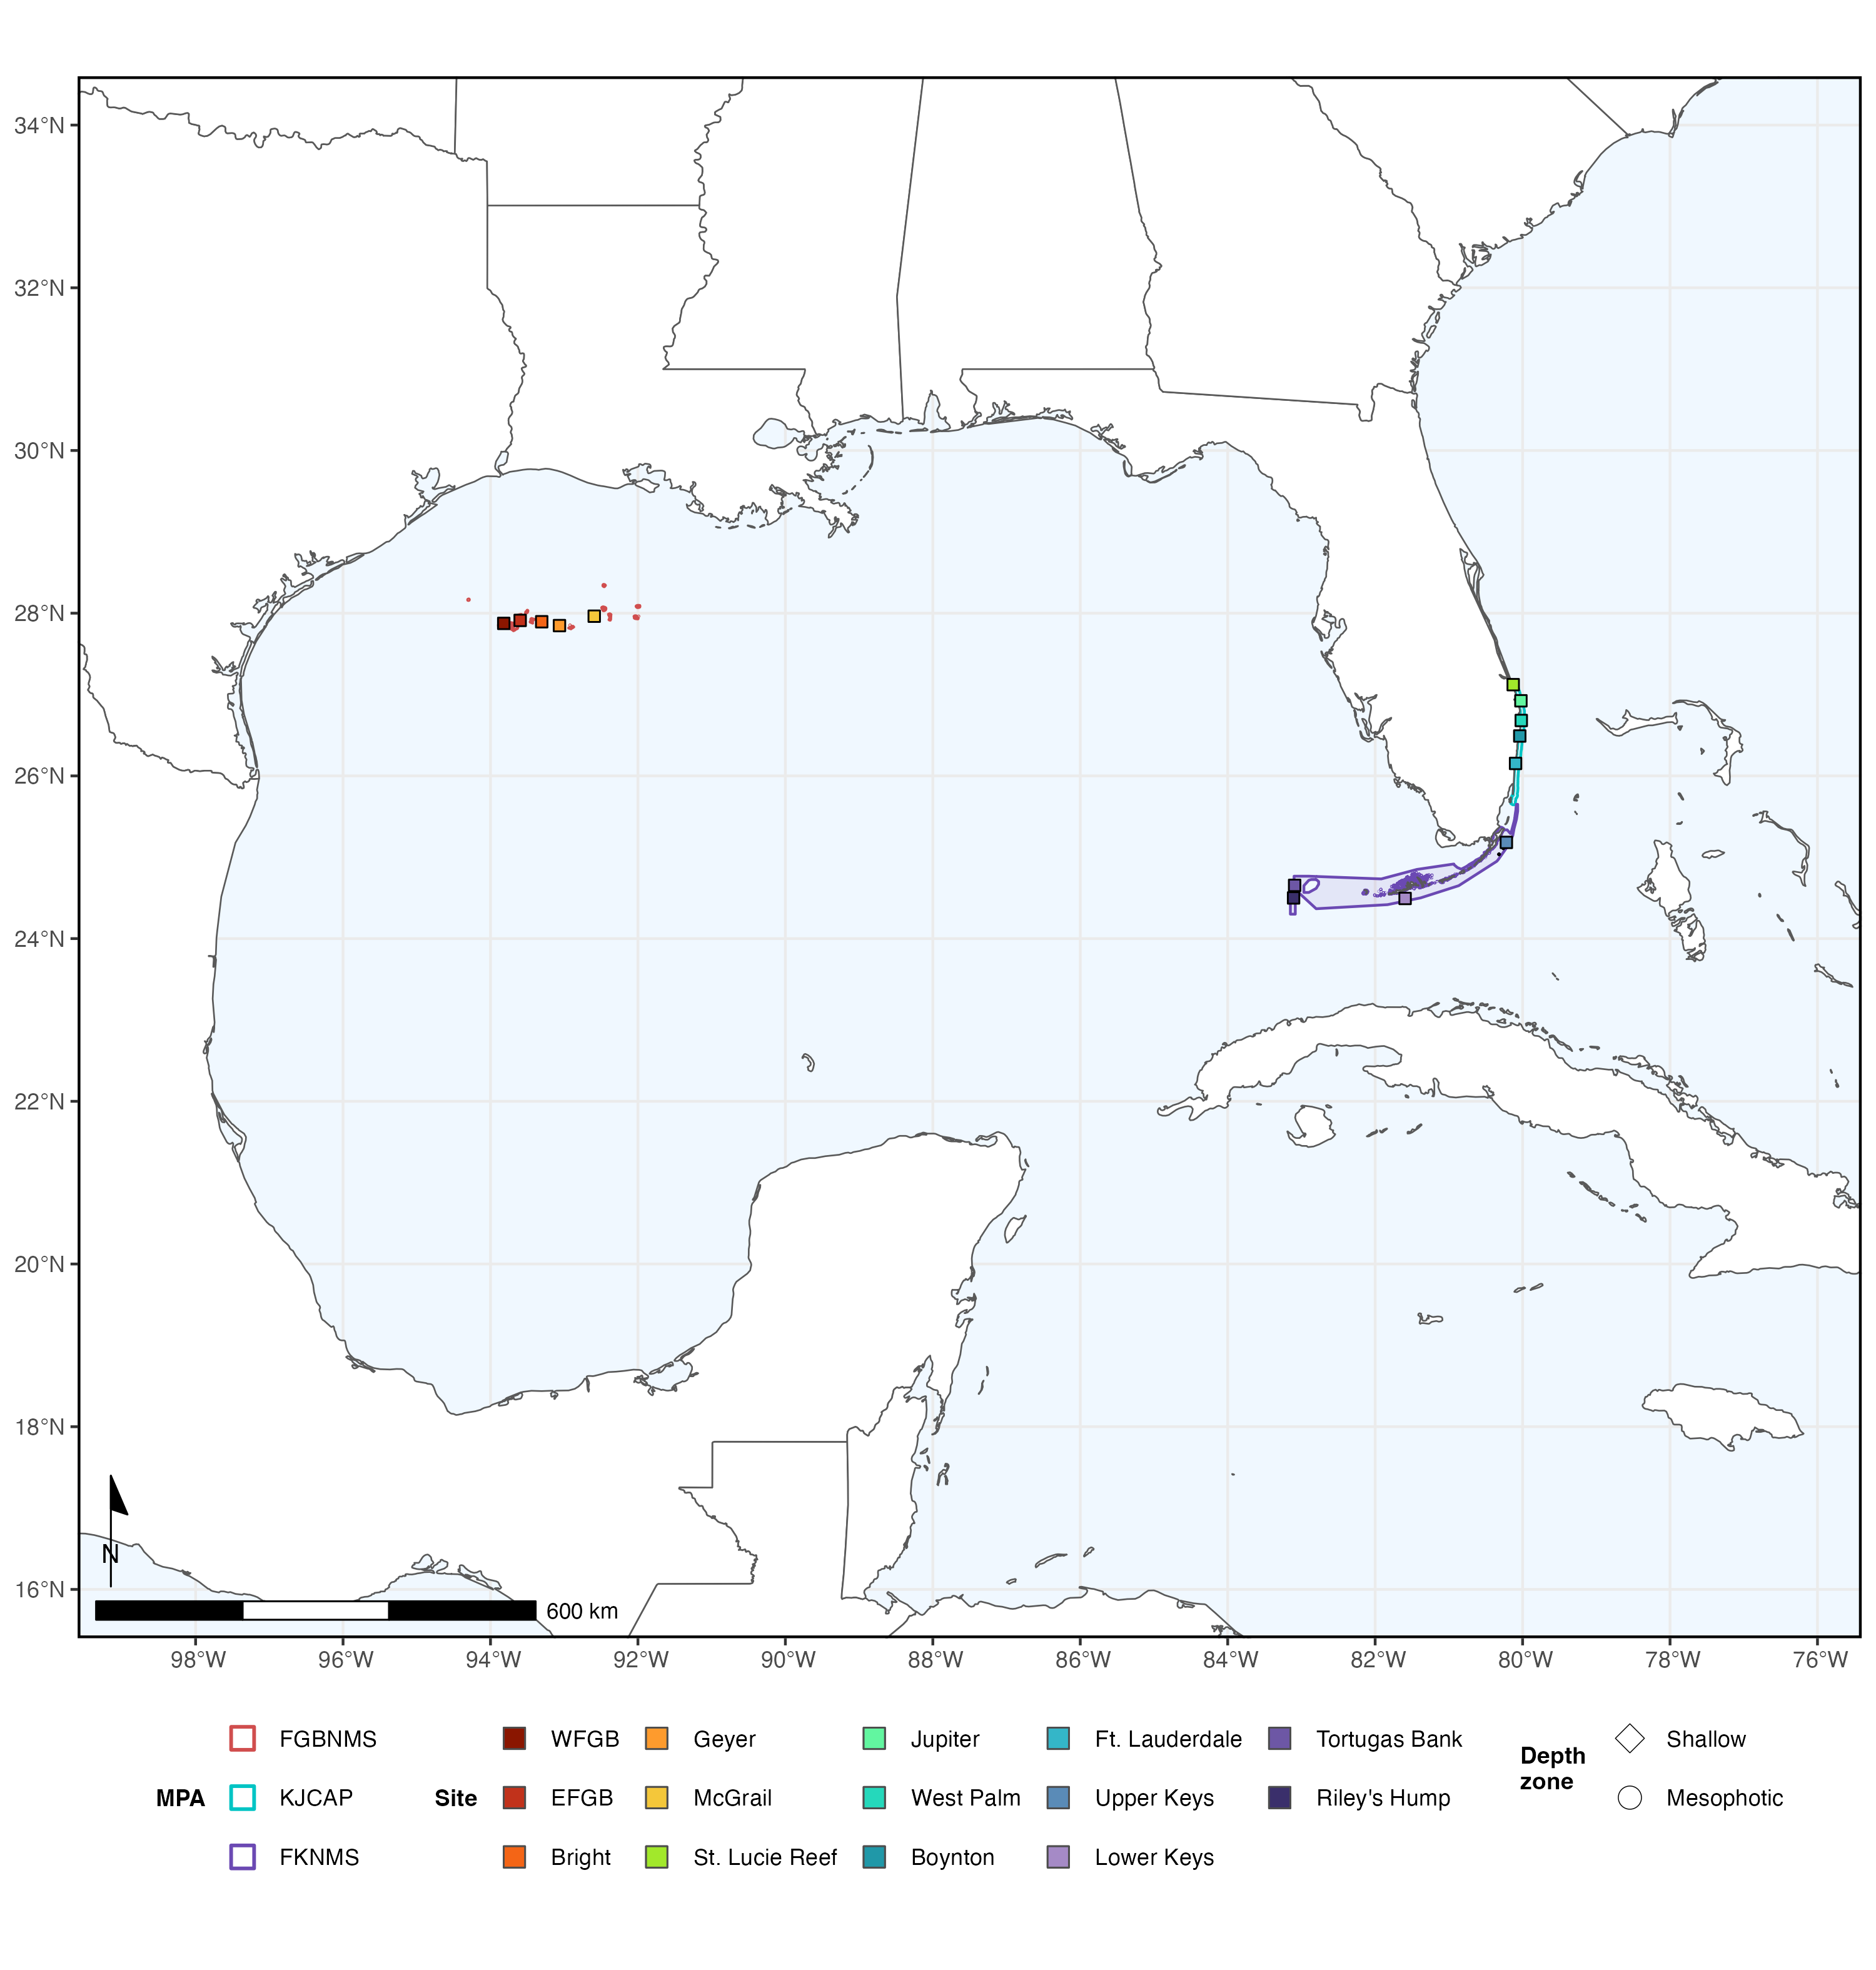 34°N
32°N
30°N
28°N
26°N
24°N
22°N
20°N
18°N
16°N
N
600 km
98°W 96°W 94°W 92°W 90°W 88°W 86°W 84°W 82°W 80°W 78°W 76°W
MPA
FGBNMS
KJCAP
FKNMS
Site
WFGB
EFGB
Bright
Geyer
McGrail
St. Lucie Reef
Jupiter
West Palm
Boynton
Ft. Lauderdale
Upper Keys
Lower Keys
Tortugas Bank
Riley's Hump
Depth
zone
Shallow
Mesophotic